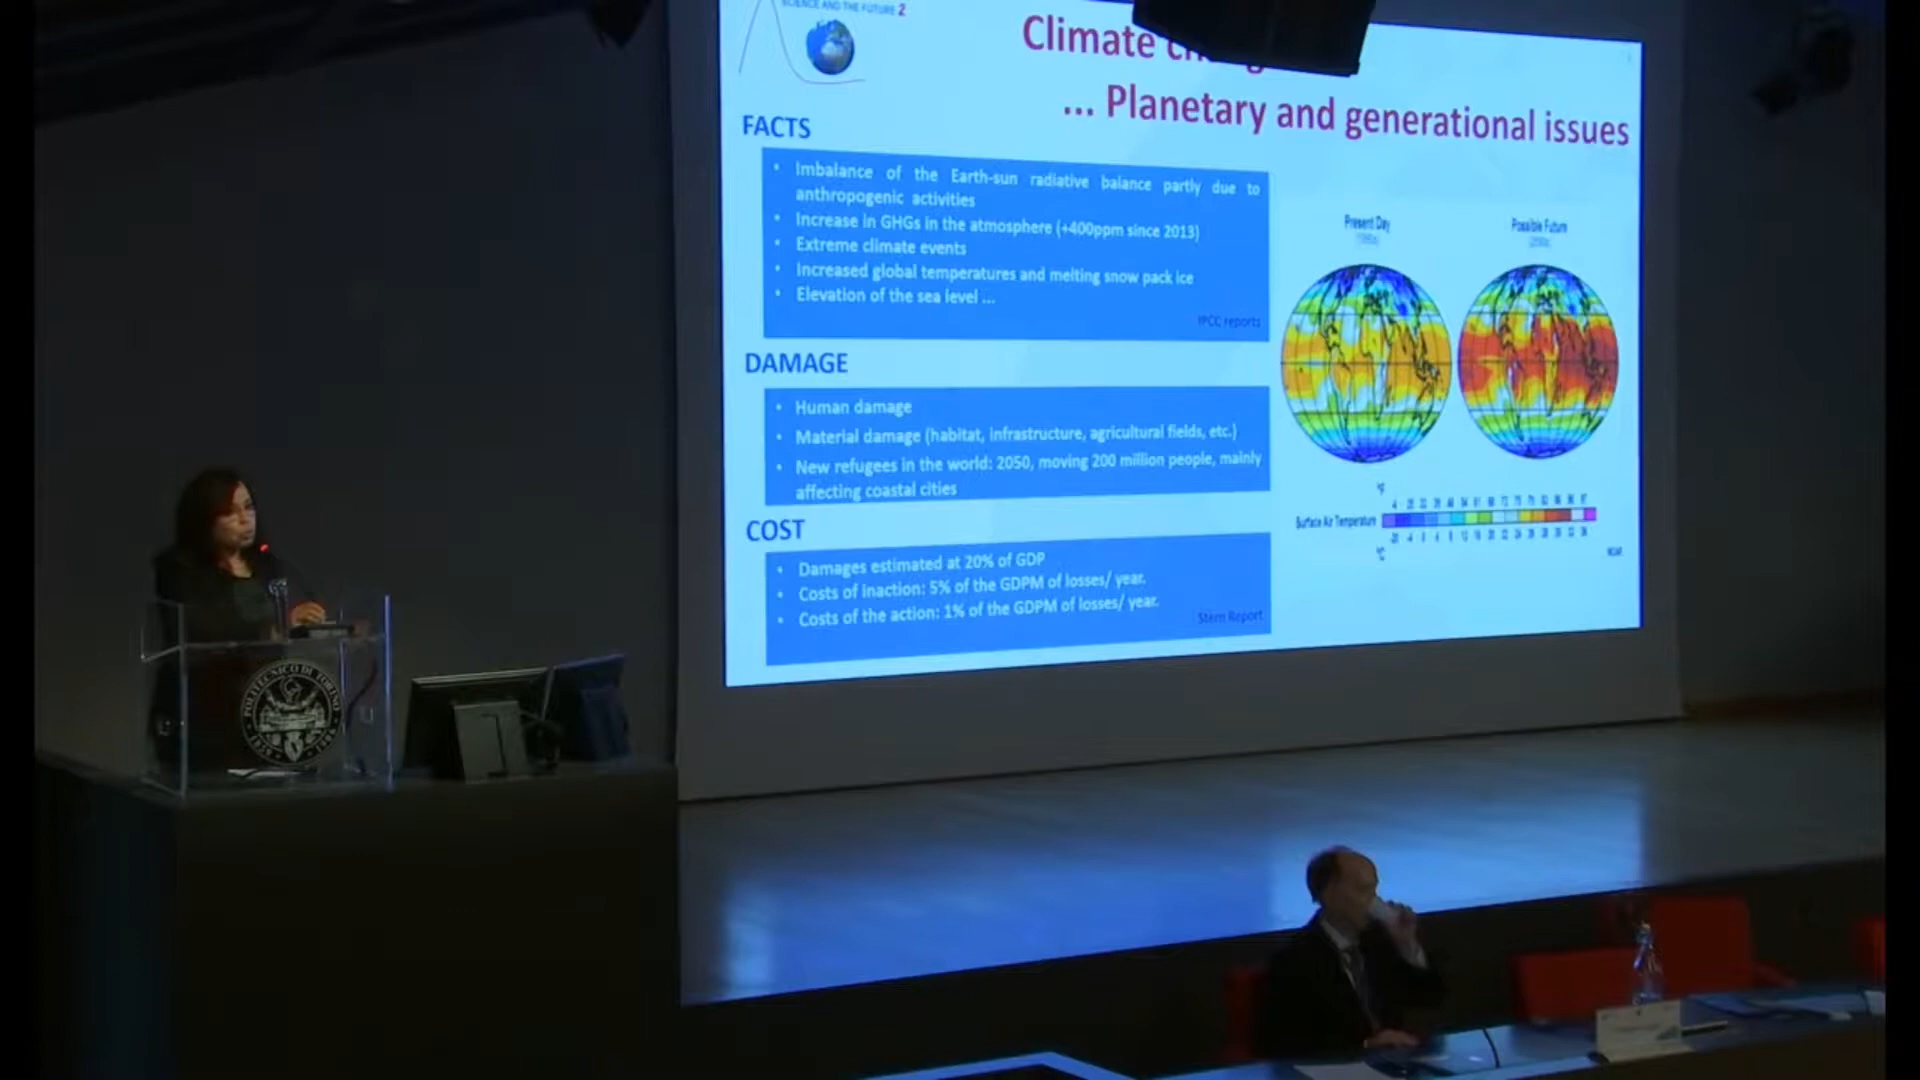 SCIENCE AND THE FUTURE 2
Climate
... Planetary and generational issues
FACTS
• Imbalance of the Earth-sun radiative balance partly due to
anthropogenic activities
• Increase in GHGs in the atmosphere (+400ppm since 2013)
• Extreme climate events
• Increased global temperatures and melting snow pack ice
• Elevation of the sea level ...
IPCC reports
DAMAGE
• Human damage
• Material damage (habitat, infrastructure, agricultural fields, etc.)
• New refugees in the world: 2050, moving 200 million people, mainly
affecting coastal cities
COST
• Damages estimated at 20% of GDP
• Costs of inaction: 5% of the GDPM of losses/ year.
• Costs of the action: 1% of the GDPM of losses/ year.
Stern Report
Present Day
Possible Future
°F
Surface Air Temperature
°C
NCAR
POLITECNICO DI TORINO